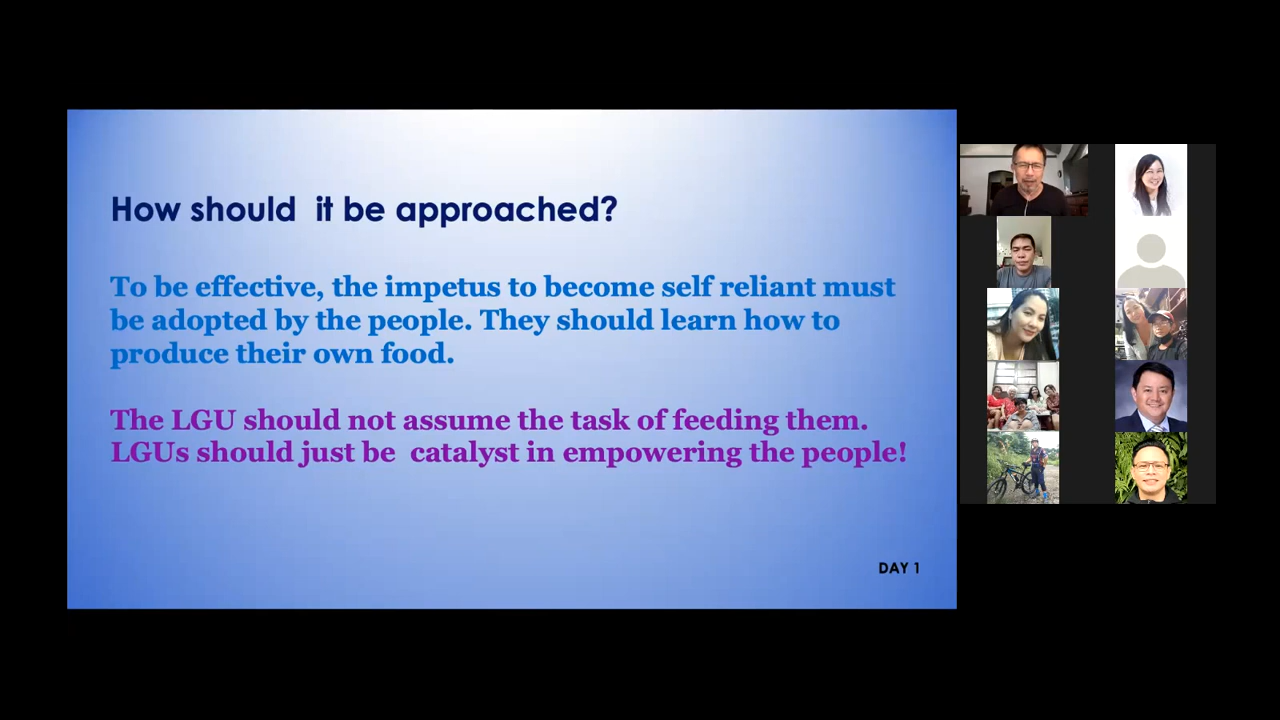 How should  it be approached?
To be effective, the impetus to become self reliant must
be adopted by the people. They should learn how to
produce their own food.
The LGU should not assume the task of feeding them.
LGUs should just be  catalyst in empowering the people!
DAY 1